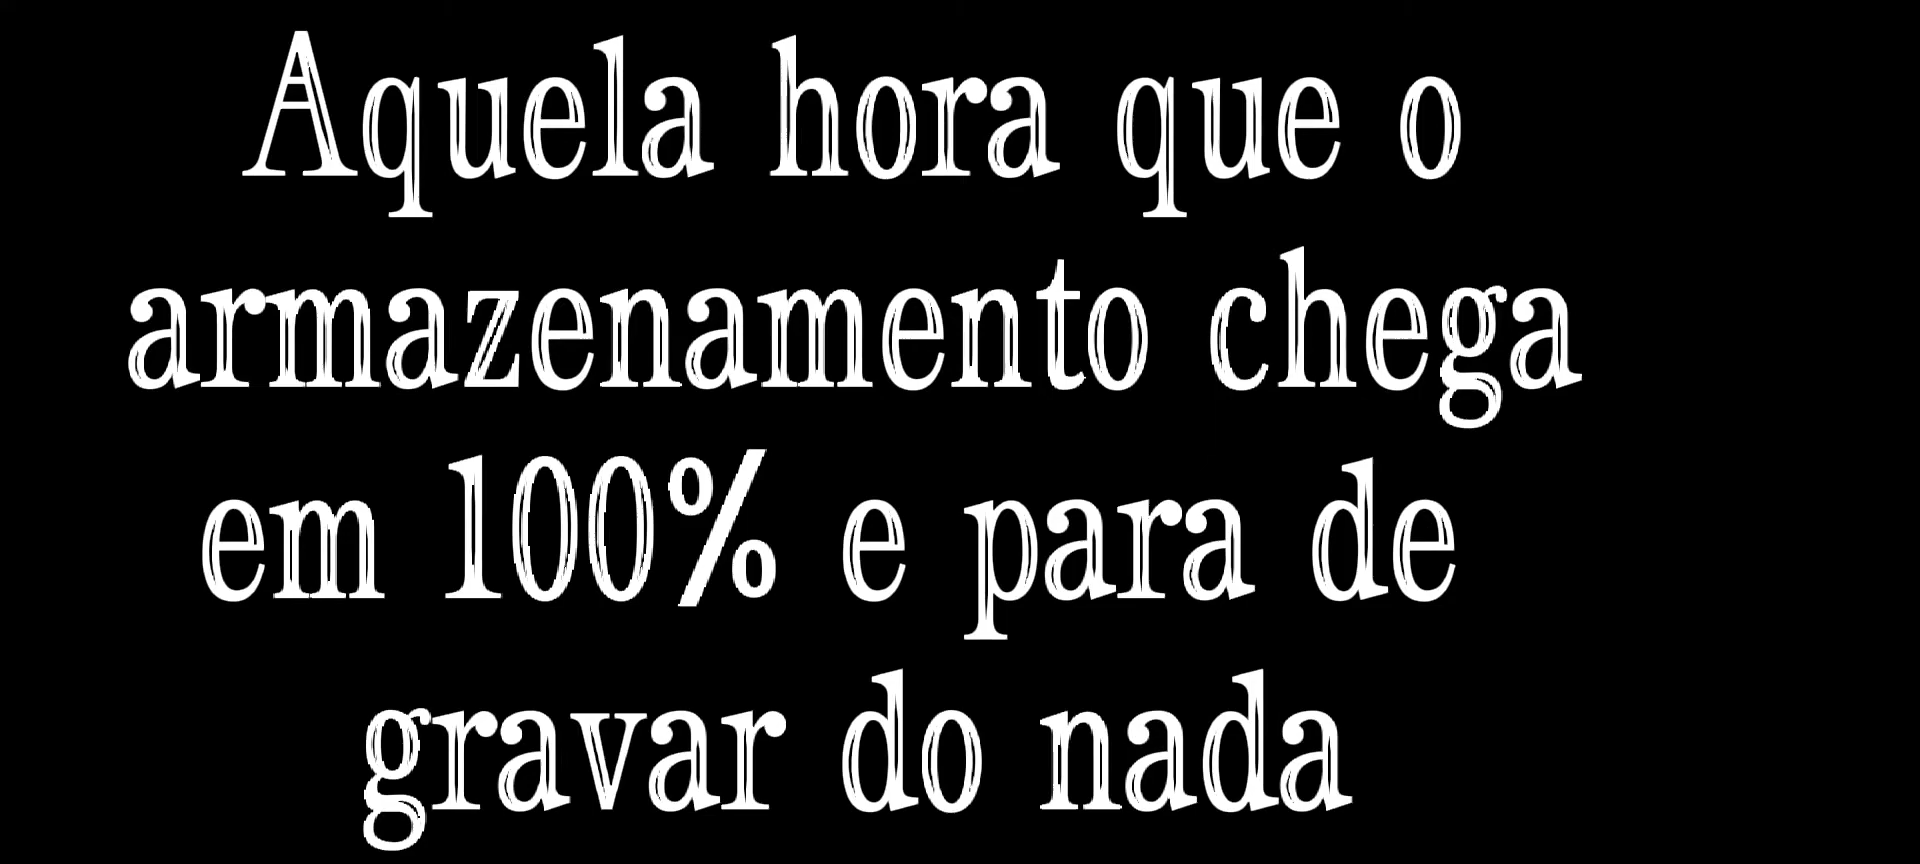 Aquela hora que o
armazenamento chega
em 100% e para de
gravar do nada